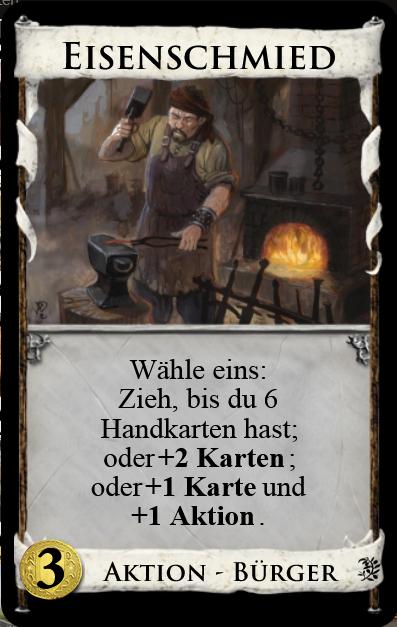 EISENSCHMIED
Wähle eins:
Zieh, bis du 6
Handkarten hast;
oder +2 Karten;
oder +1 Karte und
+1 Aktion.
3 AKTION - BÜRGER